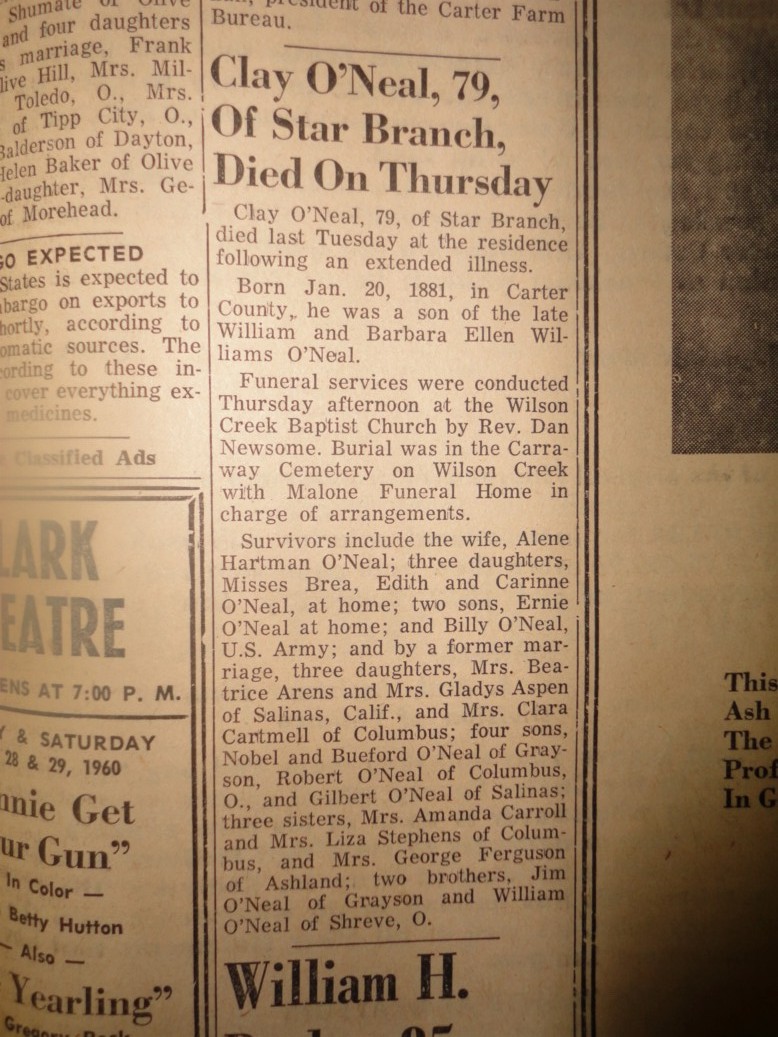 Shumate of Olive
and four daughters
marriage, Frank
live Hill, Mrs. Mil-
Toledo, O., Mrs.
of Tipp City, O.,
Balderson of Dayton,
Helen Baker of Olive
-daughter, Mrs. Ge-
of Morehead.
GO EXPECTED
States is expected to
mbargo on exports to
hortly, according to
omatic sources. The
cording to these in-
cover everything ex-
medicines.
Classified Ads
LARK
EATRE
ENS AT 7:00 P. M.
Y & SATURDAY
28 & 29, 1960
nnie Get
ur Gun”
In Color —
Betty Hutton
— Also —
Yearling”
president of the Carter Farm
Bureau.
Clay O’Neal, 79,
Of Star Branch,
Died On Thursday
Clay O’Neal, 79, of Star Branch,
died last Tuesday at the residence
following an extended illness.
Born Jan. 20, 1881, in Carter
County, he was a son of the late
William and Barbara Ellen Wil-
liams O’Neal.
Funeral services were conducted
Thursday afternoon at the Wilson
Creek Baptist Church by Rev. Dan
Newsome. Burial was in the Carra-
way Cemetery on Wilson Creek
with Malone Funeral Home in
charge of arrangements.
Survivors include the wife, Alene
Hartman O’Neal; three daughters,
Misses Brea, Edith and Carinne
O’Neal, at home; two sons, Ernie
O’Neal at home; and Billy O’Neal,
U.S. Army; and by a former mar-
riage, three daughters, Mrs. Bea-
trice Arens and Mrs. Gladys Aspen
of Salinas, Calif., and Mrs. Clara
Cartmell of Columbus; four sons,
Nobel and Bueford O’Neal of Gray-
son, Robert O’Neal of Columbus,
O., and Gilbert O’Neal of Salinas;
three sisters, Mrs. Amanda Carroll
and Mrs. Liza Stephens of Colum-
bus, and Mrs. George Ferguson
of Ashland; two brothers, Jim
O’Neal of Grayson and William
O’Neal of Shreve, O.
William H.
This
Ash
The
Prof
In G